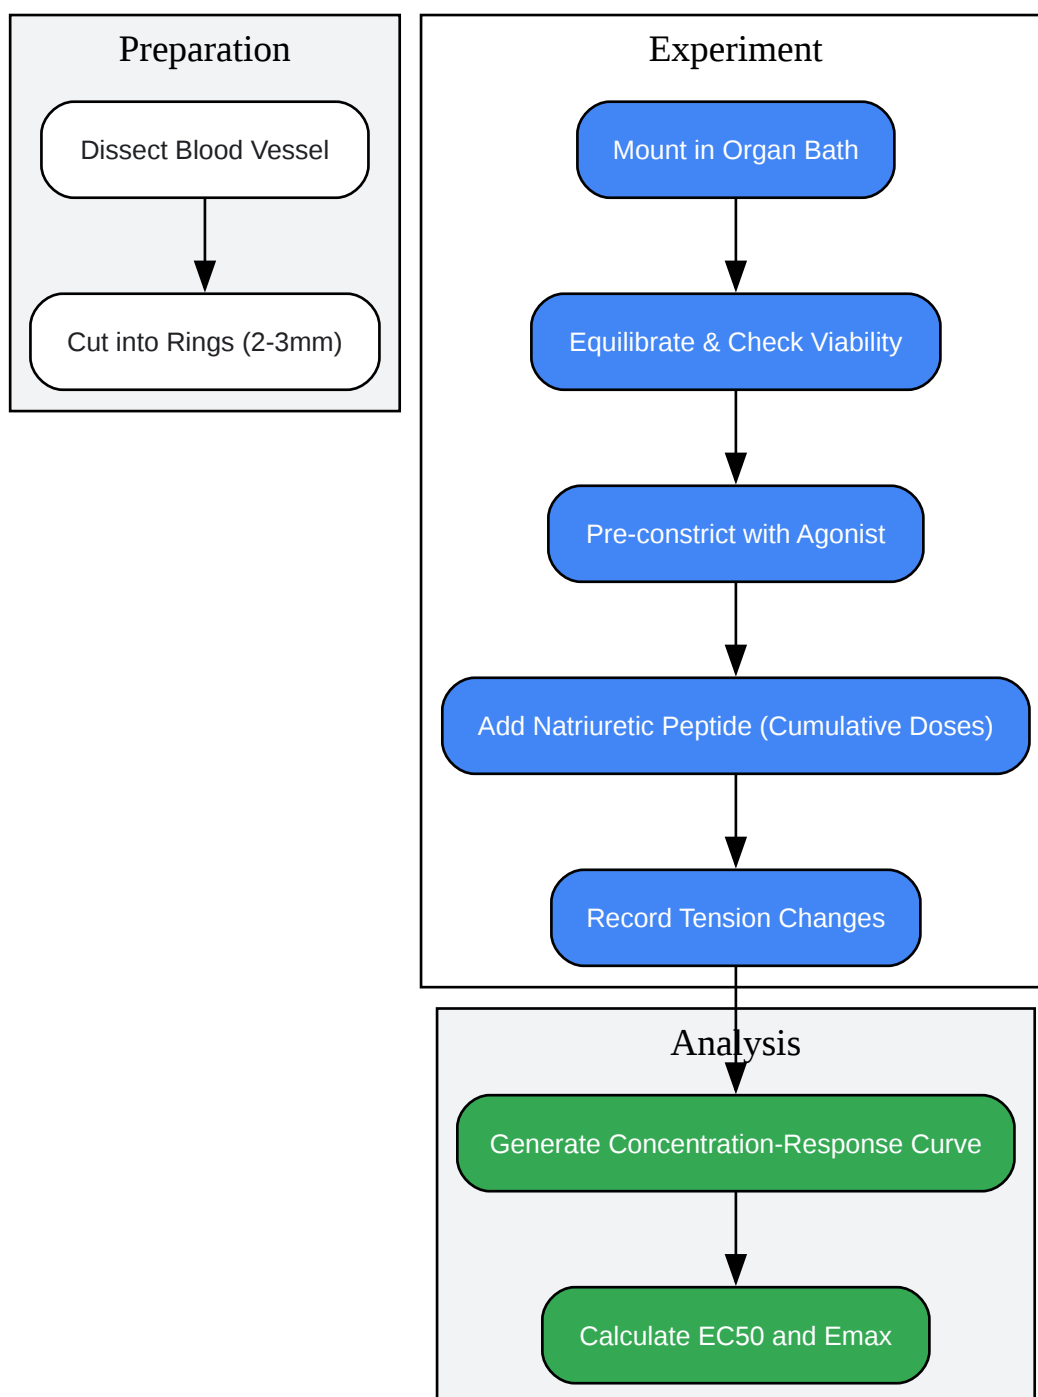 Preparation
Dissect Blood Vessel
Cut into Rings (2-3mm)
Experiment
Mount in Organ Bath
Equilibrate & Check Viability
Pre-constrict with Agonist
Add Natriuretic Peptide (Cumulative Doses)
Record Tension Changes
Analysis
Generate Concentration-Response Curve
Calculate EC50 and Emax